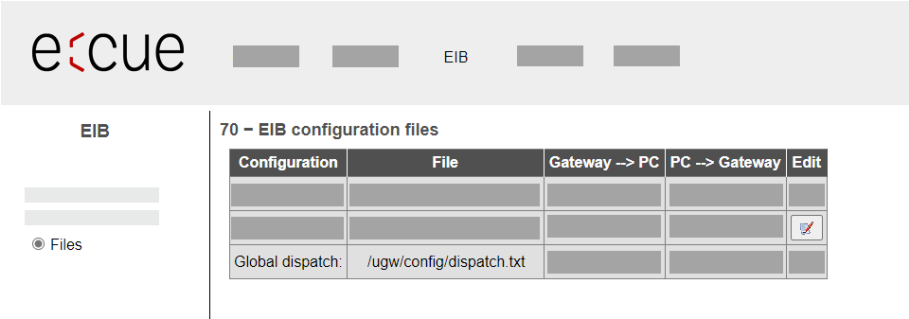 e:cue
EIB
EIB
70 – EIB configuration files
Configuration File Gateway --> PC PC --> Gateway Edit
Files
Global dispatch: /ugw/config/dispatch.txt